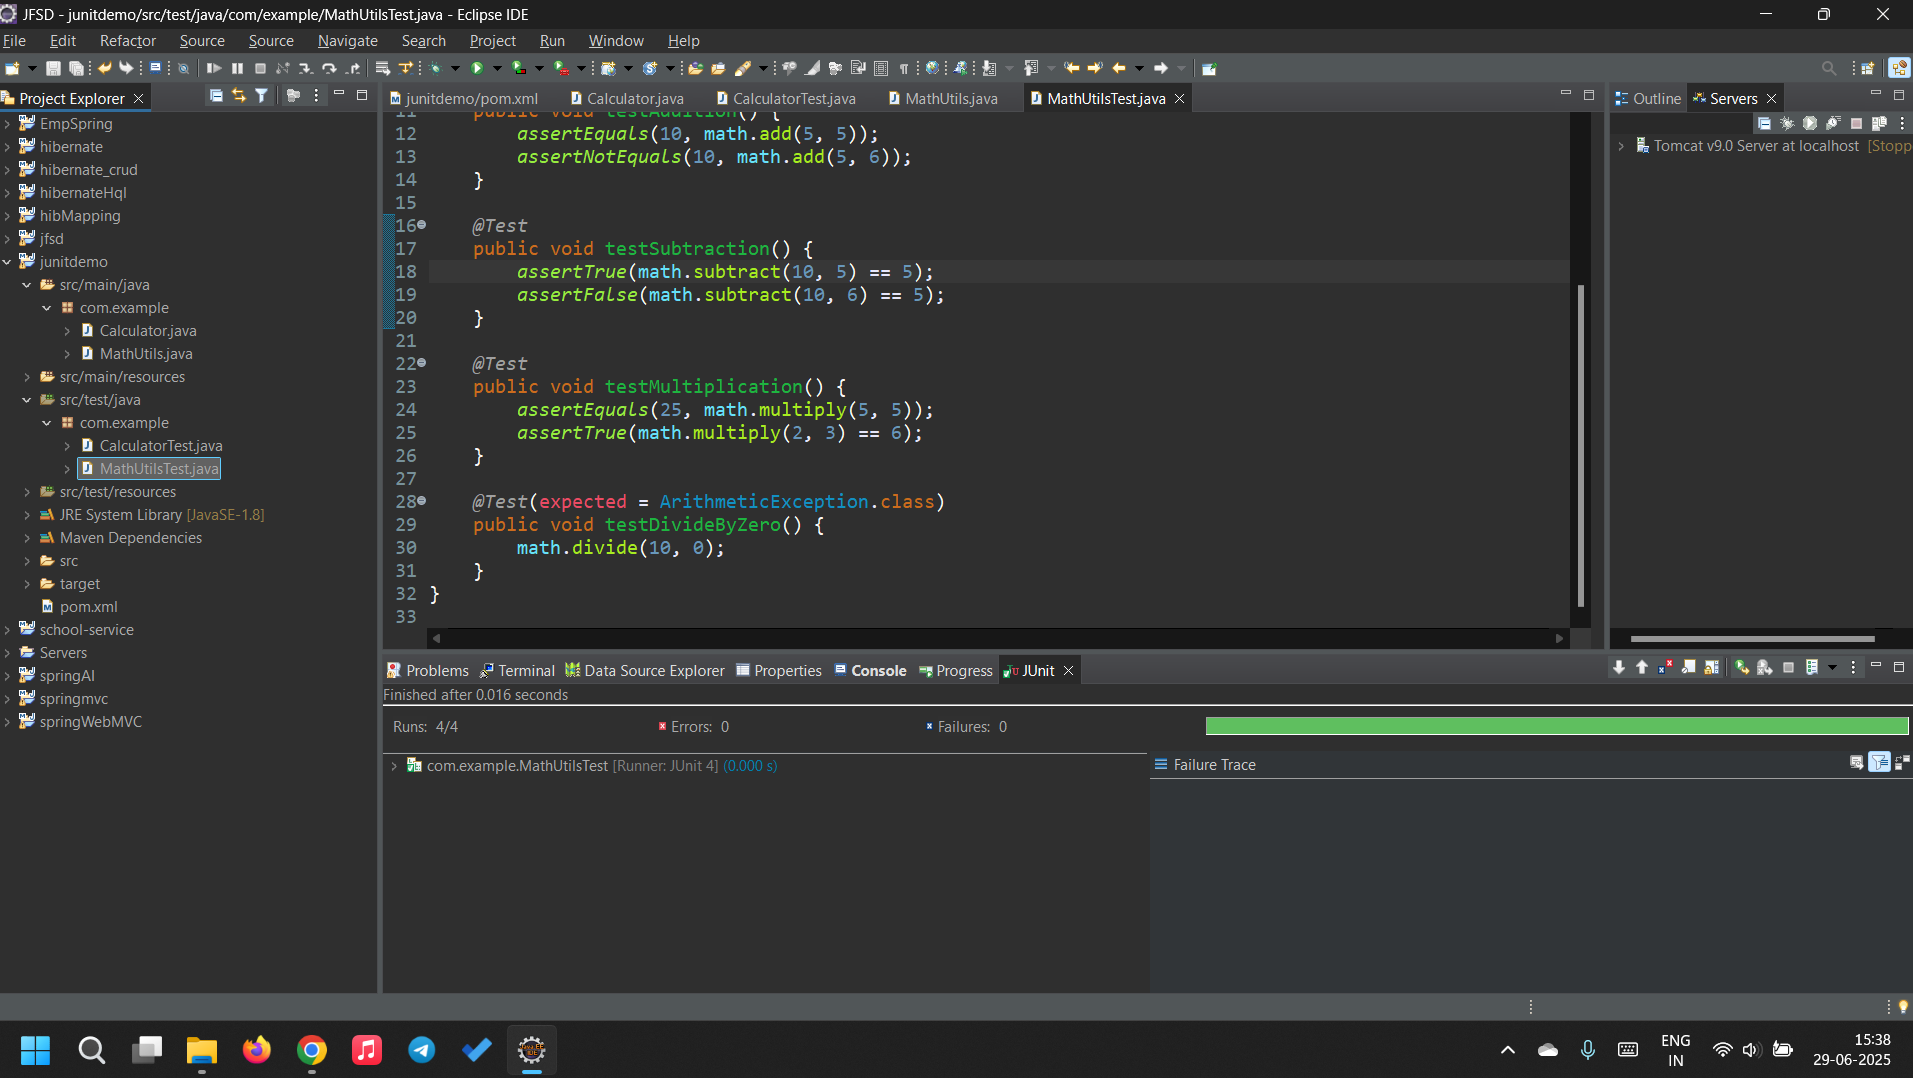 JFSD - junitdemo/src/test/java/com/example/MathUtilsTest.java - Eclipse IDE
File Edit Refactor Source Source Navigate Search Project Run Window Help
Project Explorer
EmpSpring
hibernate
hibernate_crud
hibernateHql
hibMapping
jfsd
junitdemo
src/main/java
com.example
Calculator.java
MathUtils.java
src/main/resources
src/test/java
com.example
CalculatorTest.java
MathUtilsTest.java
src/test/resources
JRE System Library [JavaSE-1.8]
Maven Dependencies
src
target
pom.xml
school-service
Servers
springAI
springmvc
springWebMVC
junitdemo/pom.xml Calculator.java CalculatorTest.java MathUtils.java MathUtilsTest.java
11 public void testAddition() {
12 assertEquals(10, math.add(5, 5));
13 assertNotEquals(10, math.add(5, 6));
14 }
15
16 @Test
17 public void testSubtraction() {
18 assertTrue(math.subtract(10, 5) == 5);
19 assertFalse(math.subtract(10, 6) == 5);
20 }
21
22 @Test
23 public void testMultiplication() {
24 assertEquals(25, math.multiply(5, 5));
25 assertTrue(math.multiply(2, 3) == 6);
26 }
27
28 @Test(expected = ArithmeticException.class)
29 public void testDivideByZero() {
30 math.divide(10, 0);
31 }
32 }
33
Outline Servers
Tomcat v9.0 Server at localhost [Stopp
Problems Terminal Data Source Explorer Properties Console Progress JUnit
Finished after 0.016 seconds
Runs: 4/4 Errors: 0 Failures: 0
com.example.MathUtilsTest [Runner: JUnit 4] (0.000 s)
Failure Trace
ENG
IN
15:38
29-06-2025